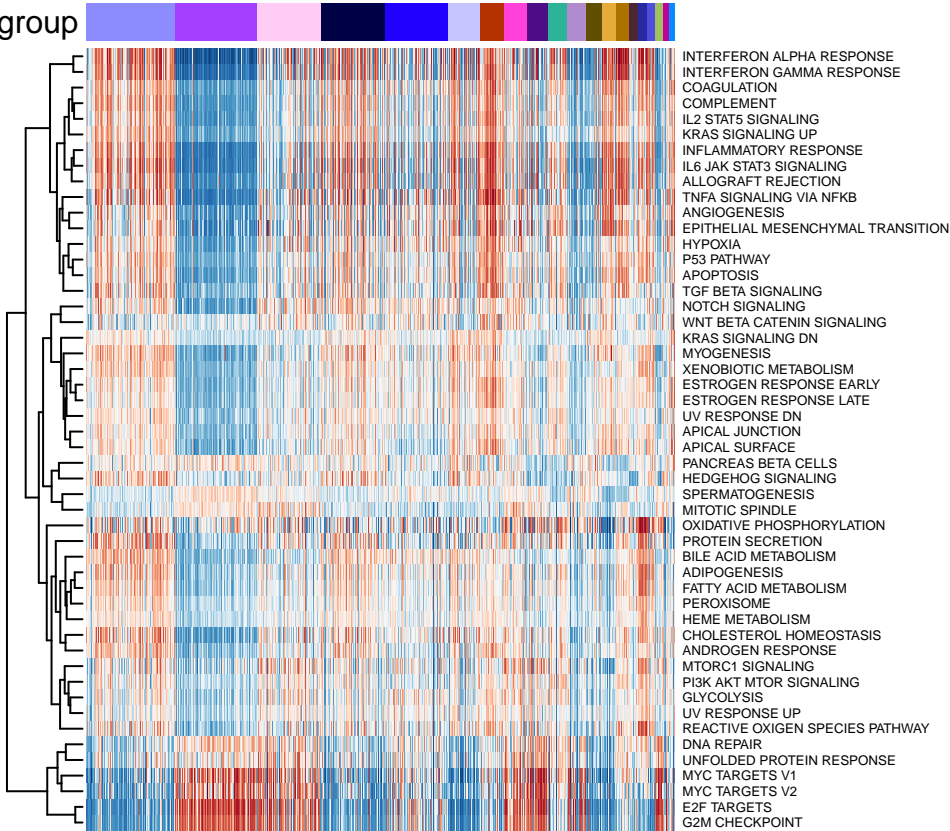 group
INTERFERON ALPHA RESPONSE
INTERFERON GAMMA RESPONSE
COAGULATION
COMPLEMENT
IL2 STAT5 SIGNALING
KRAS SIGNALING UP
INFLAMMATORY RESPONSE
IL6 JAK STAT3 SIGNALING
ALLOGRAFT REJECTION
TNFA SIGNALING VIA NFKB
ANGIOGENESIS
EPITHELIAL MESENCHYMAL TRANSITION
HYPOXIA
P53 PATHWAY
APOPTOSIS
TGF BETA SIGNALING
NOTCH SIGNALING
WNT BETA CATENIN SIGNALING
KRAS SIGNALING DN
MYOGENESIS
XENOBIOTIC METABOLISM
ESTROGEN RESPONSE EARLY
ESTROGEN RESPONSE LATE
UV RESPONSE DN
APICAL JUNCTION
APICAL SURFACE
PANCREAS BETA CELLS
HEDGEHOG SIGNALING
SPERMATOGENESIS
MITOTIC SPINDLE
OXIDATIVE PHOSPHORYLATION
PROTEIN SECRETION
BILE ACID METABOLISM
ADIPOGENESIS
FATTY ACID METABOLISM
PEROXISOME
HEME METABOLISM
CHOLESTEROL HOMEOSTASIS
ANDROGEN RESPONSE
MTORC1 SIGNALING
PI3K AKT MTOR SIGNALING
GLYCOLYSIS
UV RESPONSE UP
REACTIVE OXIGEN SPECIES PATHWAY
DNA REPAIR
UNFOLDED PROTEIN RESPONSE
MYC TARGETS V1
MYC TARGETS V2
E2F TARGETS
G2M CHECKPOINT